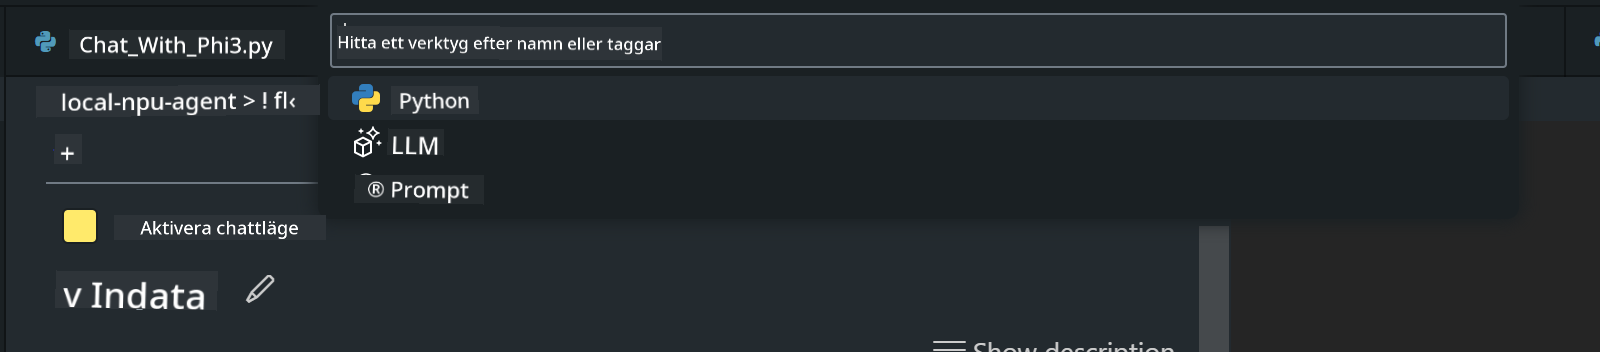 Chat_With_Phi3.py
Hitta ett verktyg efter namn eller taggar
local-npu-agent > ! fl‹
Python
+
LLM
® Prompt
Aktivera chattläge
v Indata
Show description